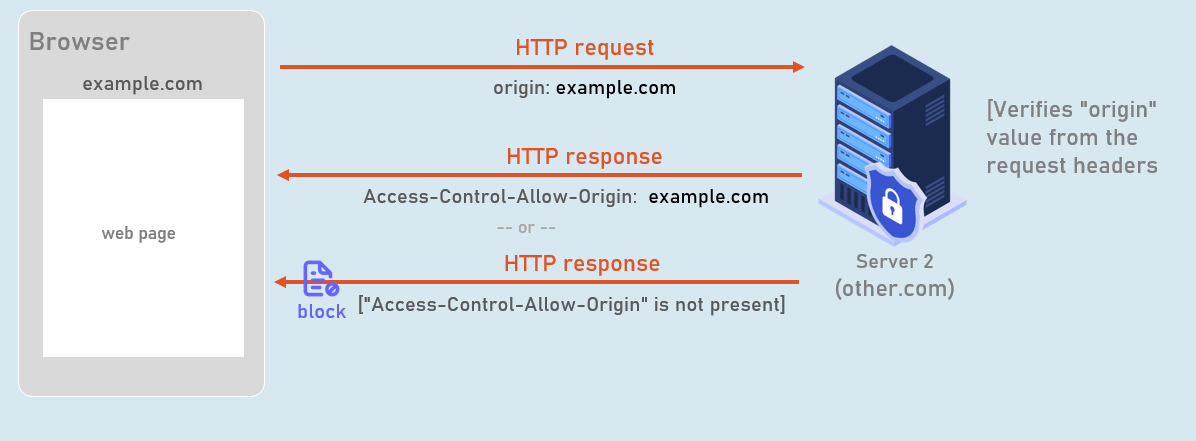 Browser
example.com
web page
HTTP request
origin: example.com
HTTP response
Access-Control-Allow-Origin: example.com
-- or --
HTTP response
block
["Access-Control-Allow-Origin" is not present]
Server 2
(other.com)
[Verifies "origin"
value from the
request headers